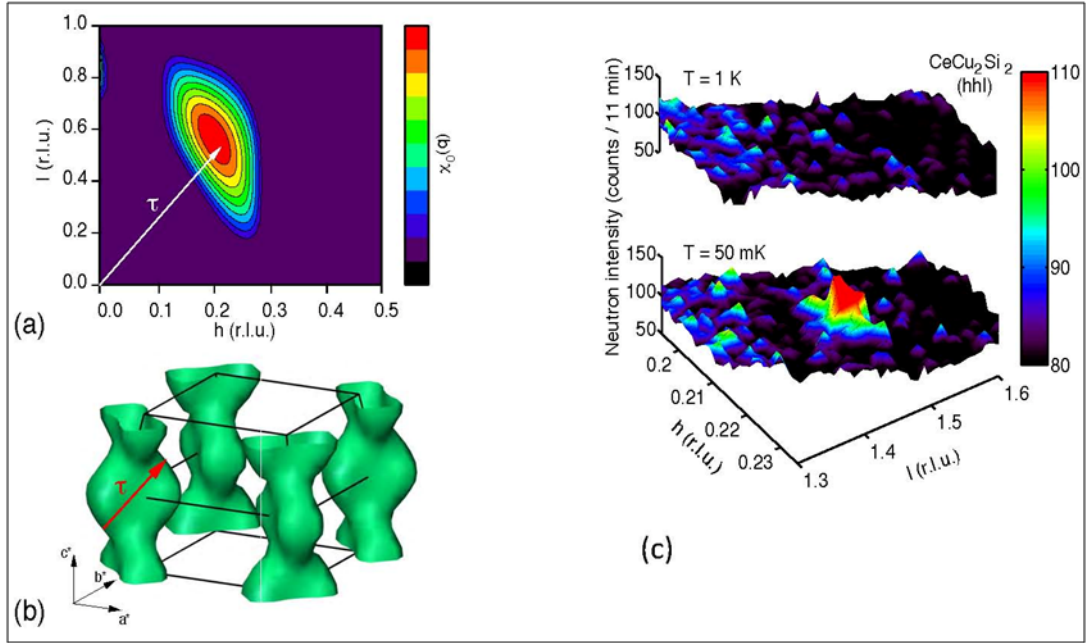 1.0
0.8
0.6
0.4
0.2
0.0
l (r.l.u.)
0.0 0.1 0.2 0.3 0.4 0.5
h (r.l.u.)
τ
χ₀(q)
(a)
τ
c*
b*
a*
(b)
CeCu₂Si₂
(hhl)
T = 1 K
150
100
50
T = 50 mK
150
100
50
Neutron intensity (counts / 11 min)
0.2
0.21
0.22
0.23
h (r.l.u.)
1.3
1.4
1.5
1.6
l (r.l.u.)
110
100
90
80
(c)